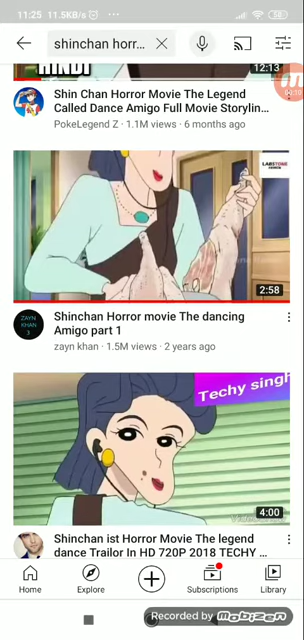 11:25 11.5KB/s
58
shinchan horr...
HINDI
12:13
Shin Chan Horror Movie The Legend
Called Dance Amigo Full Movie Storylin...
PokeLegend Z · 1.1M views · 6 months ago
2:58
ZAYN
KHAN
3
Shinchan Horror movie The dancing
Amigo part 1
zayn khan · 1.5M views · 2 years ago
Techy singh
4:00
Shinchan ist Horror Movie The legend
dance Trailor In HD 720P 2018 TECHY ...
Home
Explore
Subscriptions
Library
Recorded by Mobizen